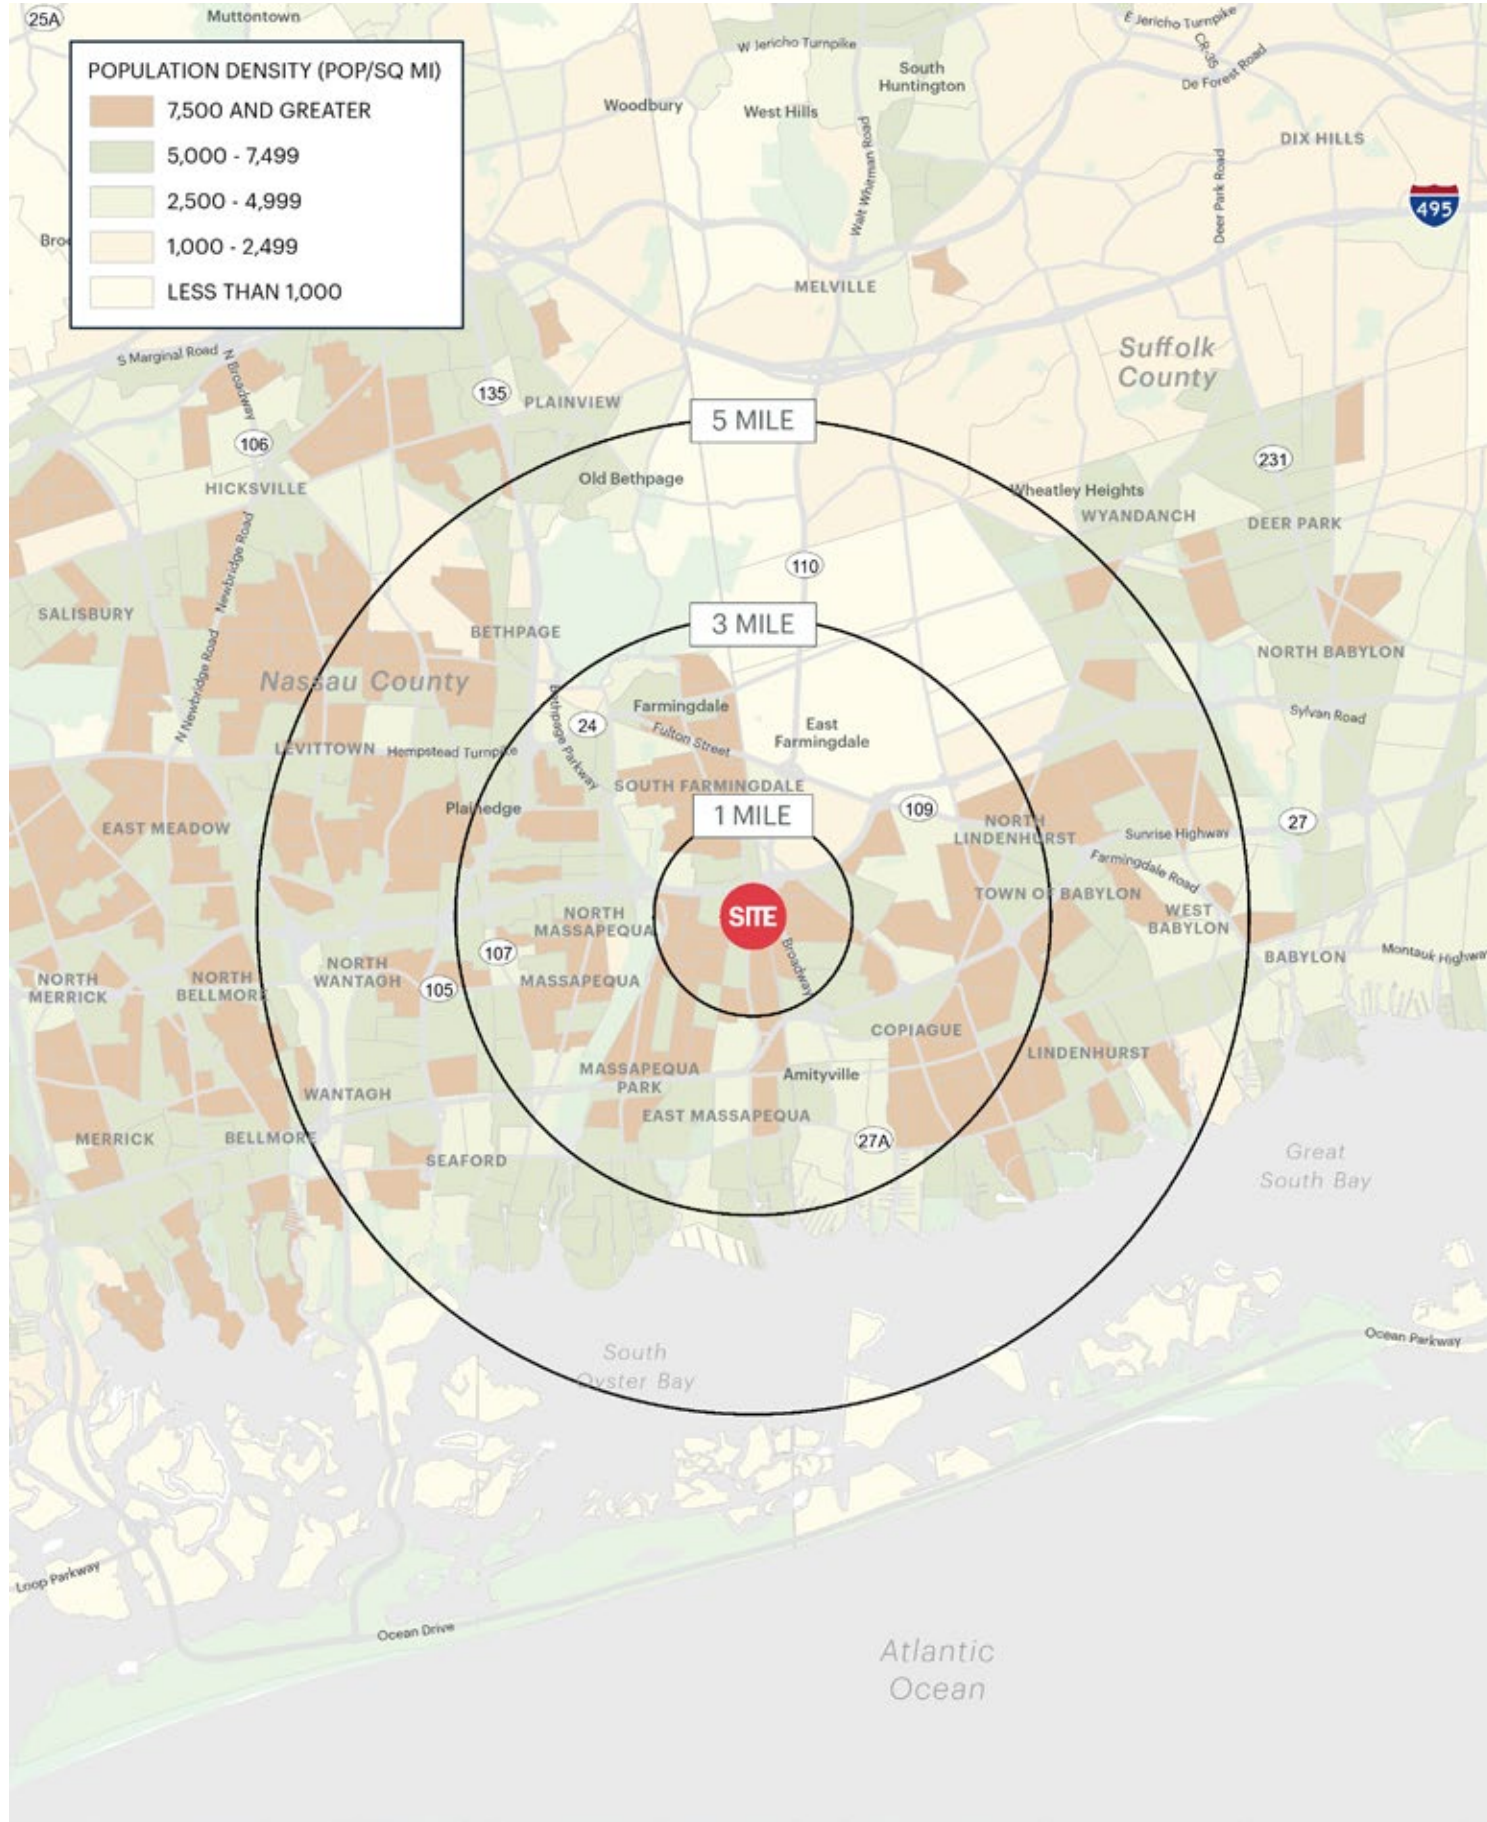 25A
Muttontown
E Jericho Turnpike
W Jericho Turnpike
CR-35
De Forest Road
South
Huntington
POPULATION DENSITY (POP/SQ MI)
7,500 AND GREATER
5,000 - 7,499
2,500 - 4,999
1,000 - 2,499
LESS THAN 1,000
Woodbury
West Hills
Walt Whitman Road
DIX HILLS
Deer Park Road
495
MELVILLE
Suffolk
County
S Marginal Road
N Broadway
135
PLAINVIEW
5 MILE
106
231
HICKSVILLE
Old Bethpage
Wheatley Heights
WYANDANCH
DEER PARK
Newbridge Road
110
SALISBURY
BETHPAGE
3 MILE
NORTH BABYLON
Nassau County
N Newbridge Road
Bethpage Parkway
24
Farmingdale
Fulton Street
East
Farmingdale
Sylvan Road
LEVITTOWN
Hempstead Turnpike
SOUTH FARMINGDALE
Plainedge
1 MILE
109
NORTH
LINDENHURST
27
EAST MEADOW
Sunrise Highway
Farmingdale Road
TOWN OF BABYLON
SITE
NORTH
MASSAPEQUA
WEST
BABYLON
107
Broadway
BABYLON
Montauk Highway
NORTH
MERRICK
NORTH
BELLMORE
NORTH
WANTAGH
105
MASSAPEQUA
COPIAGUE
LINDENHURST
MASSAPEQUA
PARK
Amityville
WANTAGH
EAST MASSAPEQUA
MERRICK
BELLMORE
27A
SEAFORD
Great
South Bay
South
Oyster Bay
Ocean Parkway
Loop Parkway
Ocean Drive
Atlantic
Ocean